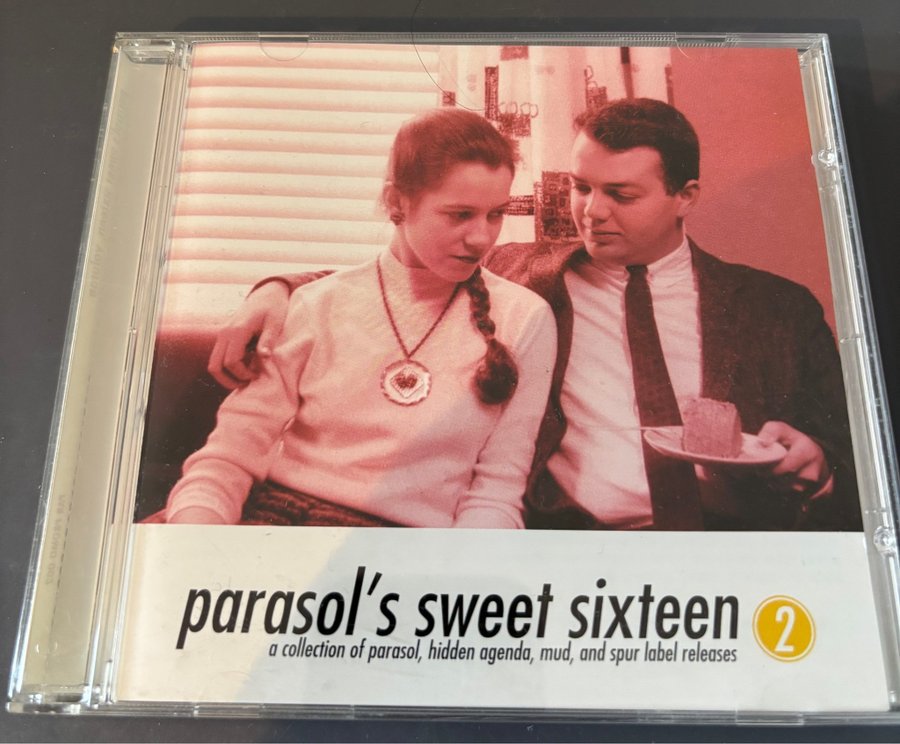 parasol's sweet sixteen 2
a collection of parasol, hidden agenda, mud, and spur label releases